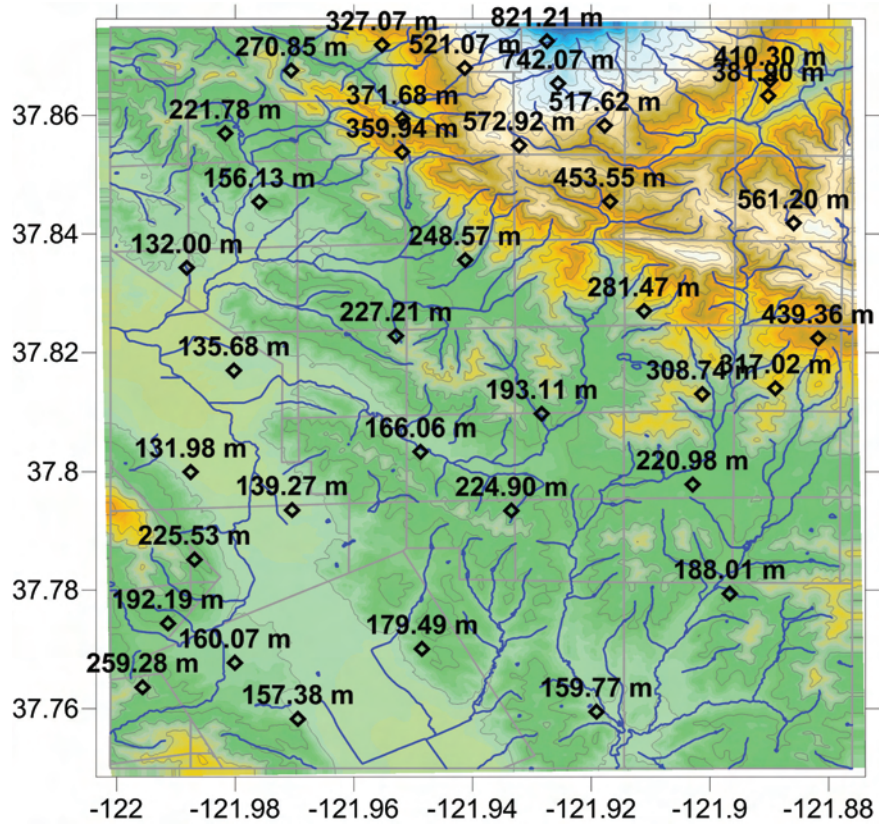 821.21 m
327.07 m
521.07 m
270.85 m
742.07 m
410.30 m
381.90 m
37.86
371.68 m
221.78 m
517.62 m
572.92 m
359.94 m
156.13 m
453.55 m
561.20 m
37.84
132.00 m
248.57 m
281.47 m
227.21 m
439.36 m
37.82
135.68 m
308.74 m
317.02 m
193.11 m
166.06 m
131.98 m
37.8
220.98 m
139.27 m
224.90 m
225.53 m
37.78
188.01 m
192.19 m
160.07 m
179.49 m
259.28 m
157.38 m
159.77 m
37.76
-122
-121.98
-121.96
-121.94
-121.92
-121.9
-121.88